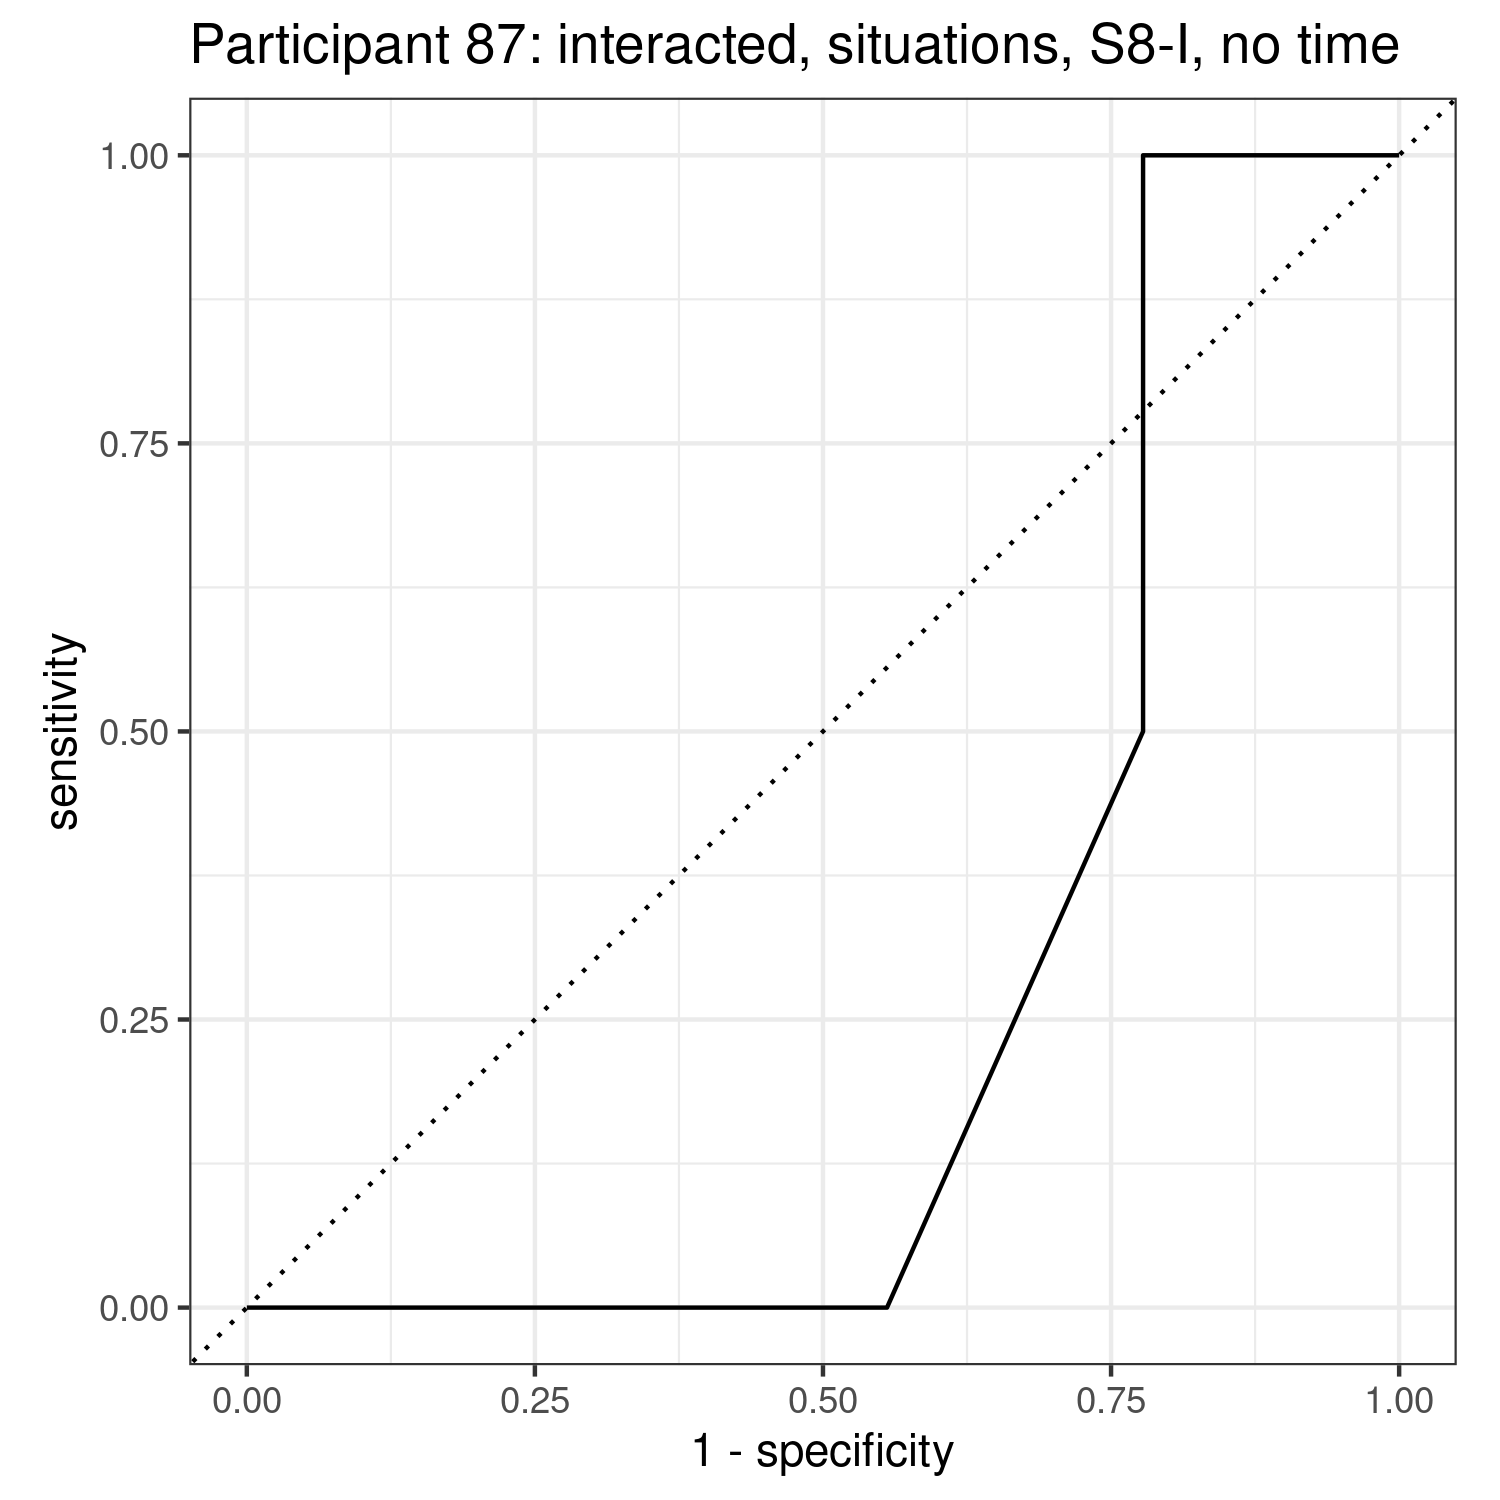 Participant 87: interacted, situations, S8-I, no time
1.00
0.75
0.50
0.25
0.00
sensitivity
0.00 0.25 0.50 0.75 1.00
1 - specificity